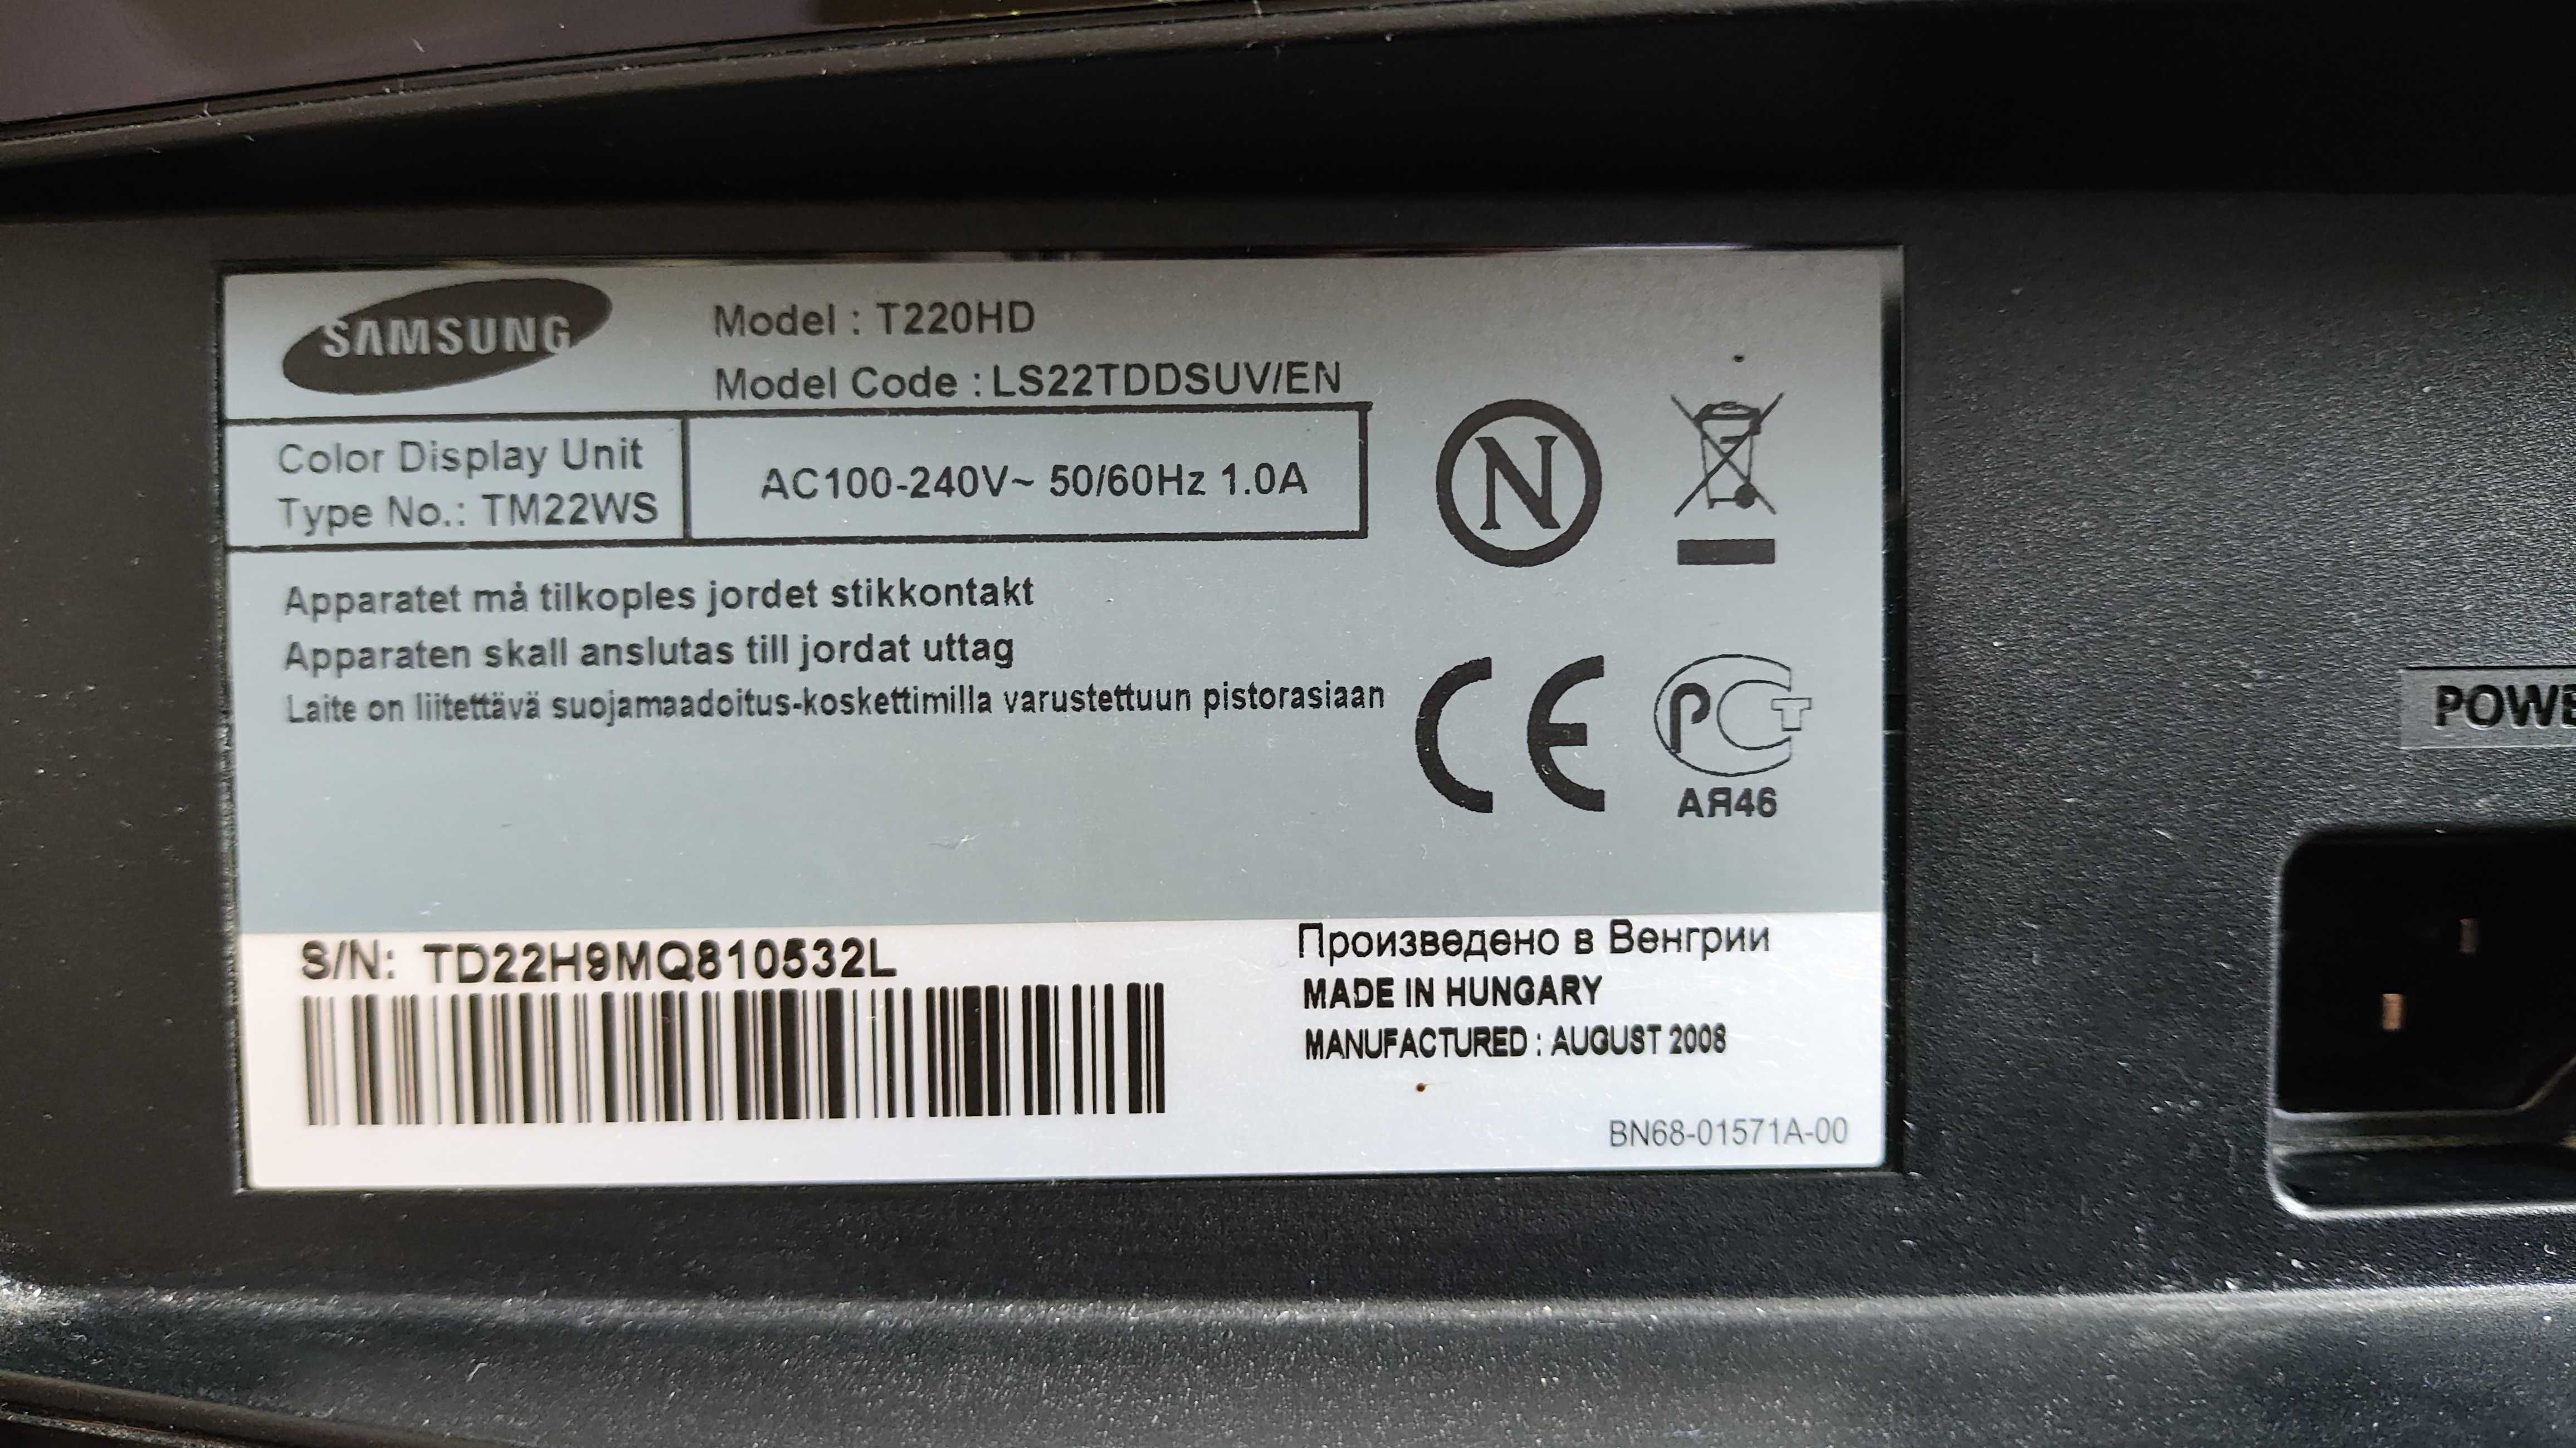 SAMSUNG
Model : T220HD
Model Code : LS22TDDSUV/EN
Color Display Unit
Type No.: TM22WS
AC100-240V~ 50/60Hz 1.0A
N
Apparatet må tilkoples jordet stikkontakt
Apparaten skall anslutas till jordat uttag
Laite on liitettävä suojamaadoitus-koskettimilla varustettuun pistorasiaan
CE
РСТ
АЯ46
POWE
S/N: TD22H9MQ810532L
Произведено в Венгрии
MADE IN HUNGARY
MANUFACTURED : AUGUST 2008
BN68-01571A-00